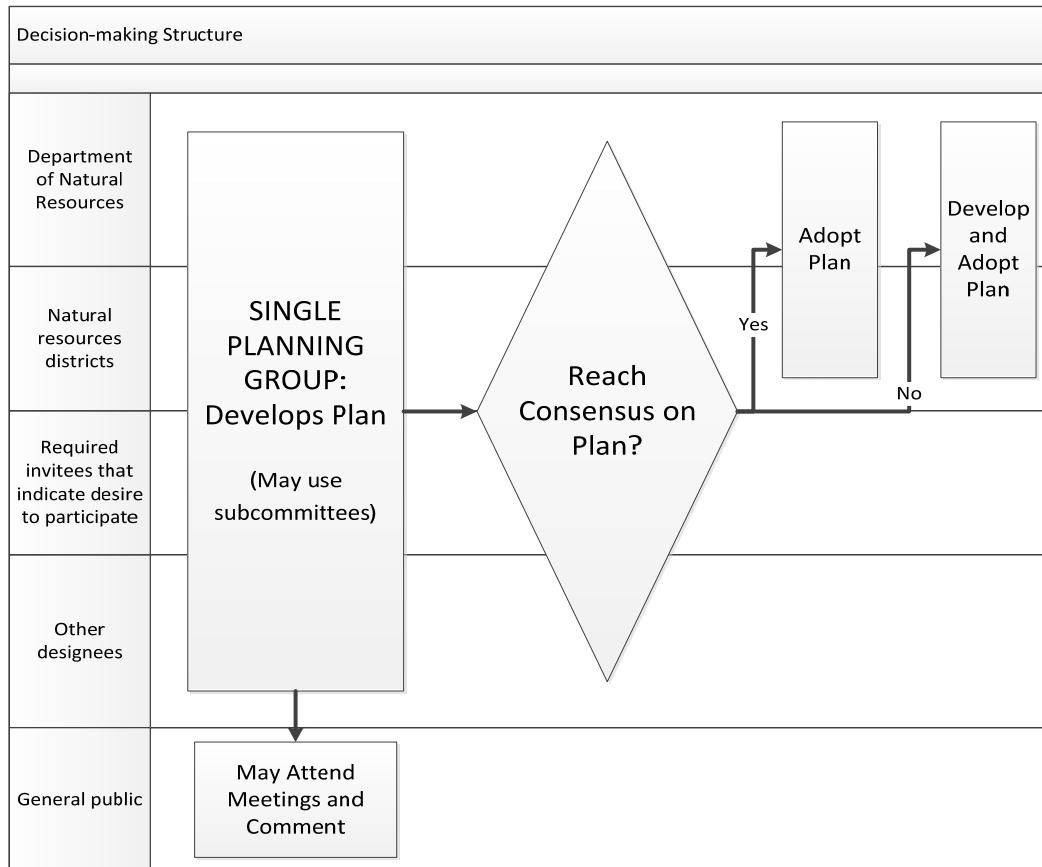 Decision-making Structure
Department
of Natural
Resources
Natural
resources
districts
Required
invitees that
indicate desire
to participate
Other
designees
General public
SINGLE
PLANNING
GROUP:
Develops Plan
(May use
subcommittees)
May Attend
Meetings and
Comment
Reach
Consensus on
Plan?
Yes
Adopt
Plan
No
Develop
and
Adopt
Plan